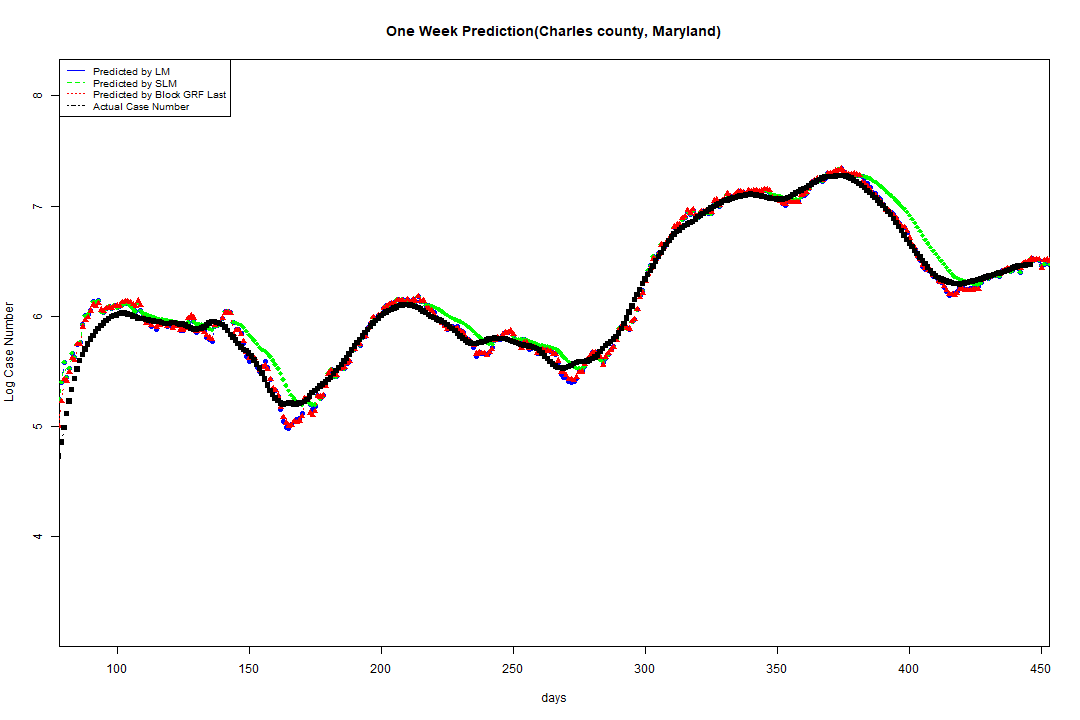 One Week Prediction(Charles county, Maryland)
Predicted by LM
Predicted by SLM
Predicted by Block GRF Last
Actual Case Number
8
7
6
5
4
Log Case Number
100 150 200 250 300 350 400 450
days